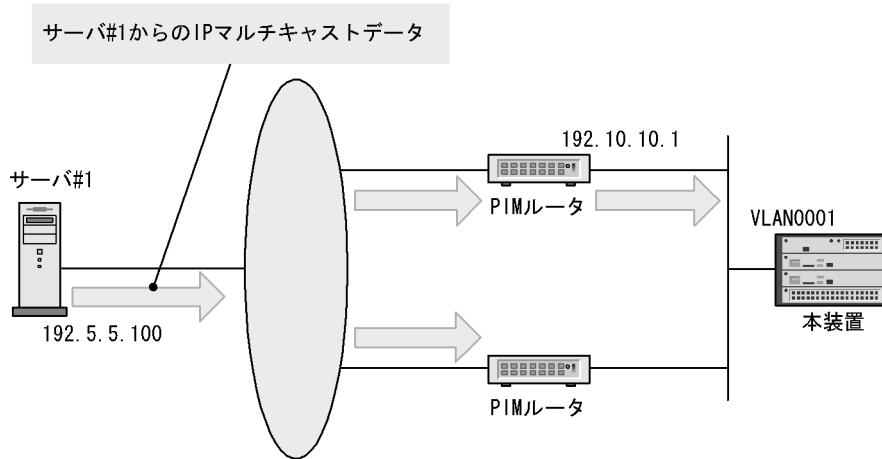 サーバ#1からのIPマルチキャストデータ
192.10.10.1
サーバ#1
PIMルータ
VLAN0001
192.5.5.100
本装置
PIMルータ